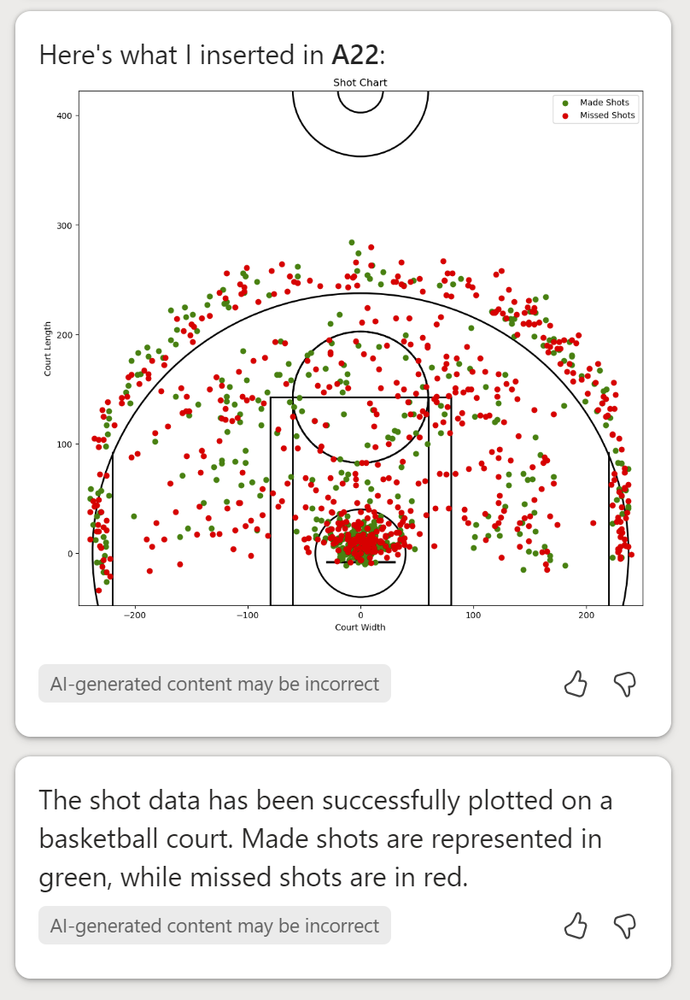 Here's what I inserted in A22:
Shot Chart
Made Shots
Missed Shots
400
300
200
100
0
Court Length
−200
−100
0
100
200
Court Width
AI-generated content may be incorrect
The shot data has been successfully plotted on a
basketball court. Made shots are represented in
green, while missed shots are in red.
AI-generated content may be incorrect